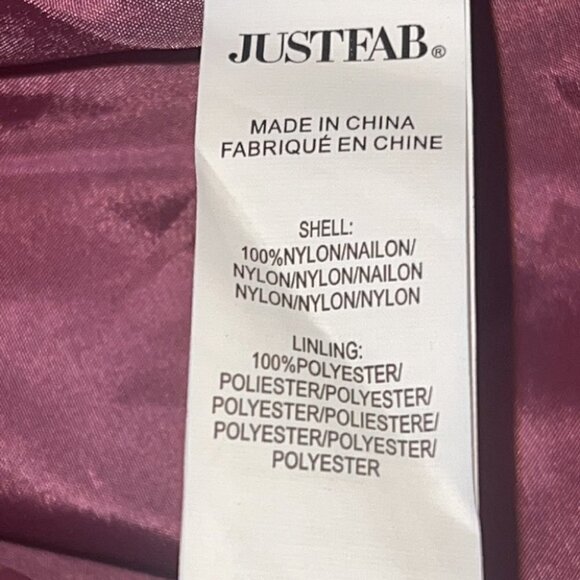 JUSTFAB®
MADE IN CHINA
FABRIQUÉ EN CHINE
SHELL:
100%NYLON/NAILON/
NYLON/NYLON/NAILON
NYLON/NYLON/NYLON
LINLING:
100%POLYESTER/
POLIESTER/POLYESTER/
POLYESTER/POLIESTERE/
POLYESTER/POLYESTER/
POLYESTER